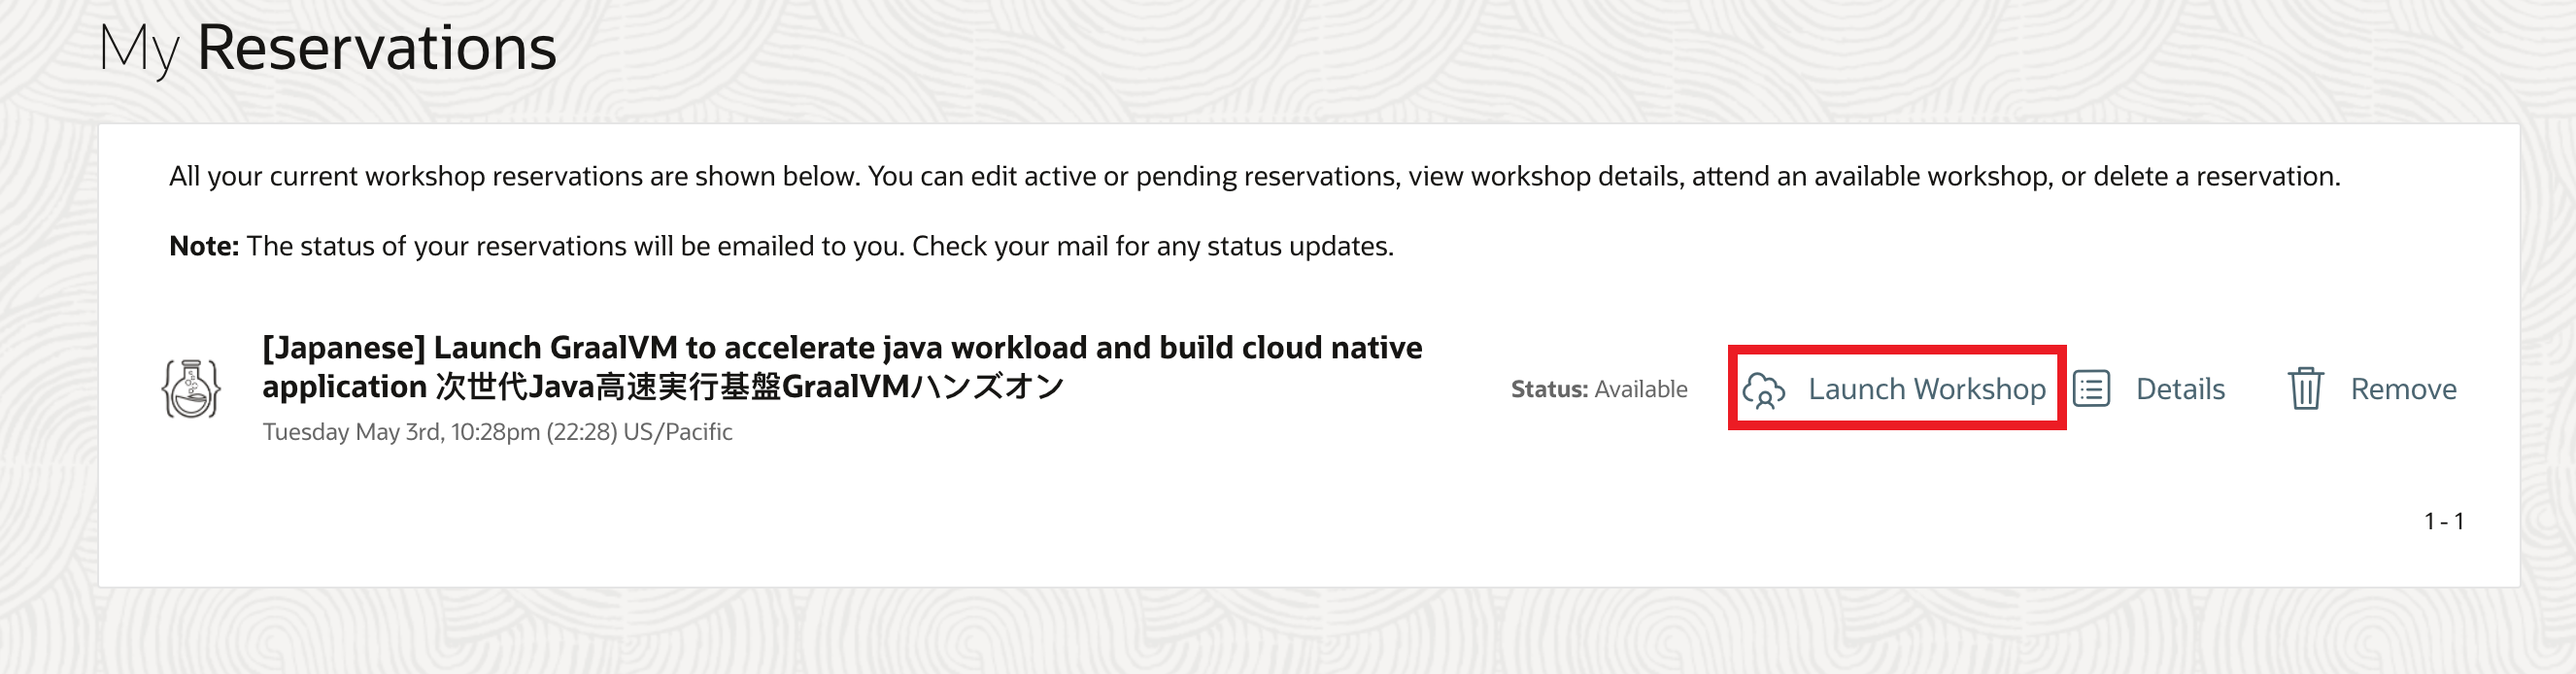 My Reservations
All your current workshop reservations are shown below. You can edit active or pending reservations, view workshop details, attend an available workshop, or delete a reservation.
Note: The status of your reservations will be emailed to you. Check your mail for any status updates.
[Japanese] Launch GraalVM to accelerate java workload and build cloud native
application 次世代Java高速実行基盤GraalVMハンズオン
Tuesday May 3rd, 10:28pm (22:28) US/Pacific
Status: Available
Launch Workshop
Details
Remove
1 - 1